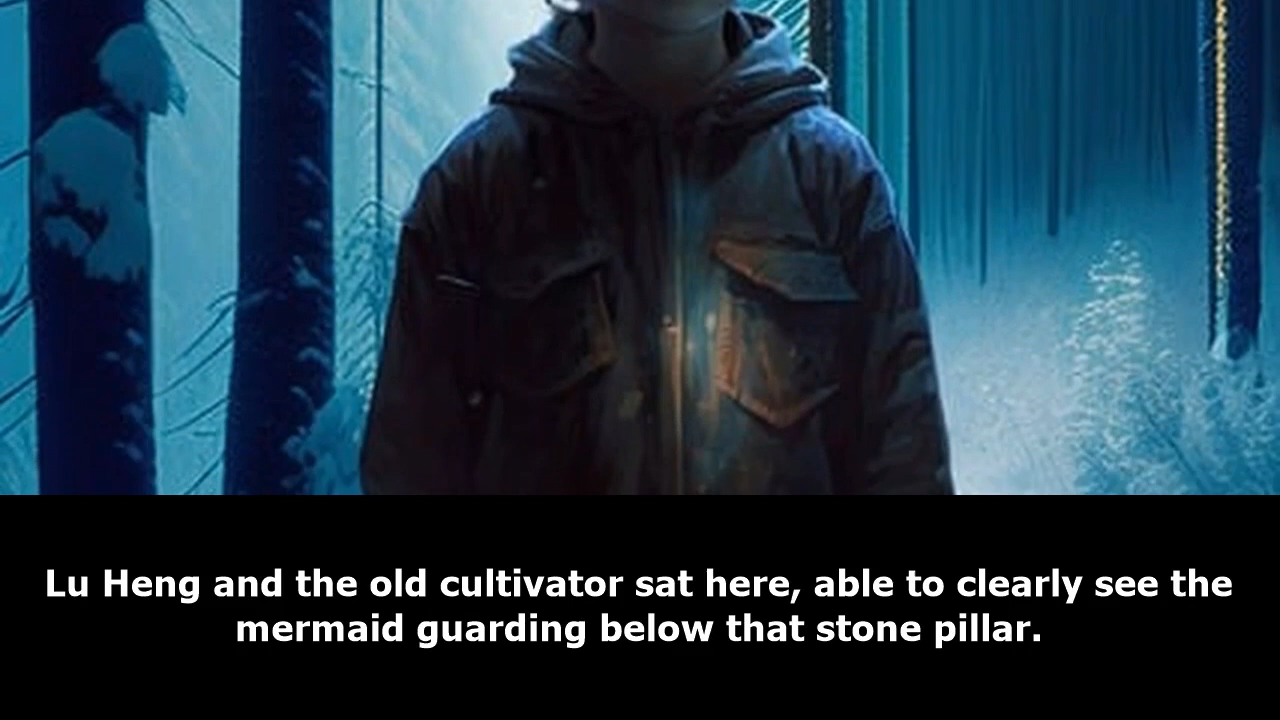 Lu Heng and the old cultivator sat here, able to clearly see the
mermaid guarding below that stone pillar.